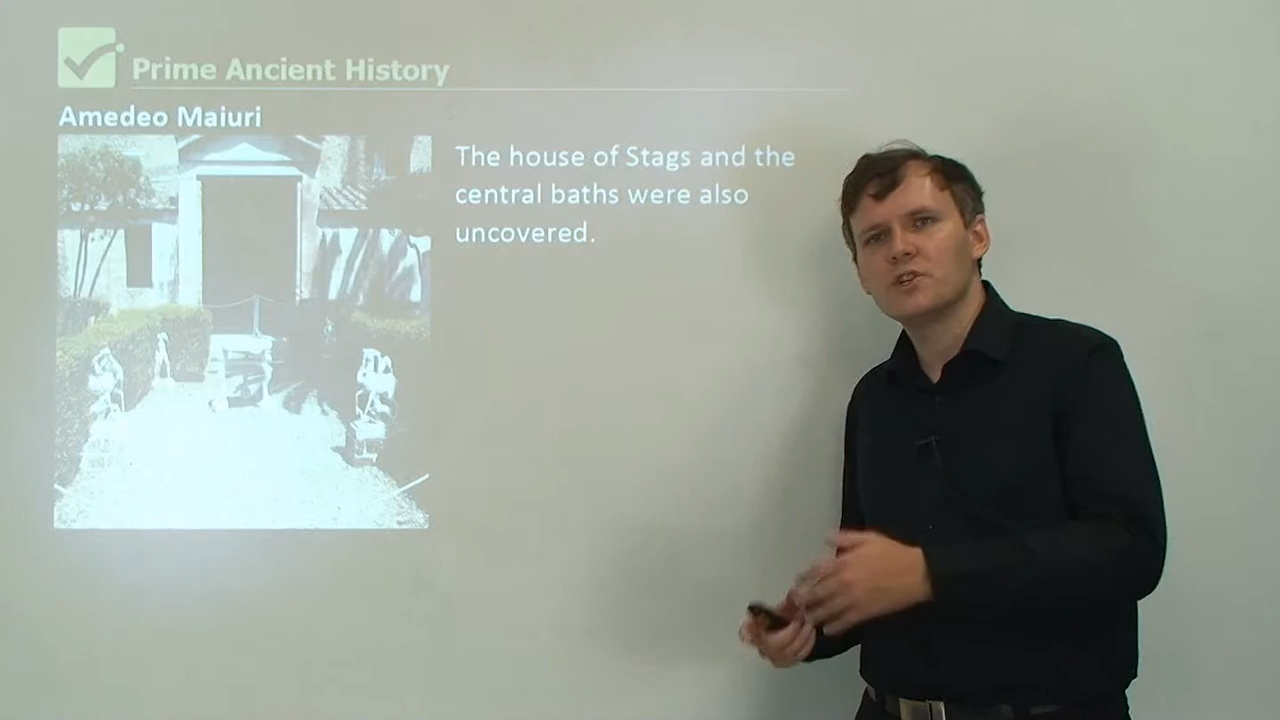 Prime Ancient History
Amedeo Maiuri
The house of Stags and the
central baths were also
uncovered.